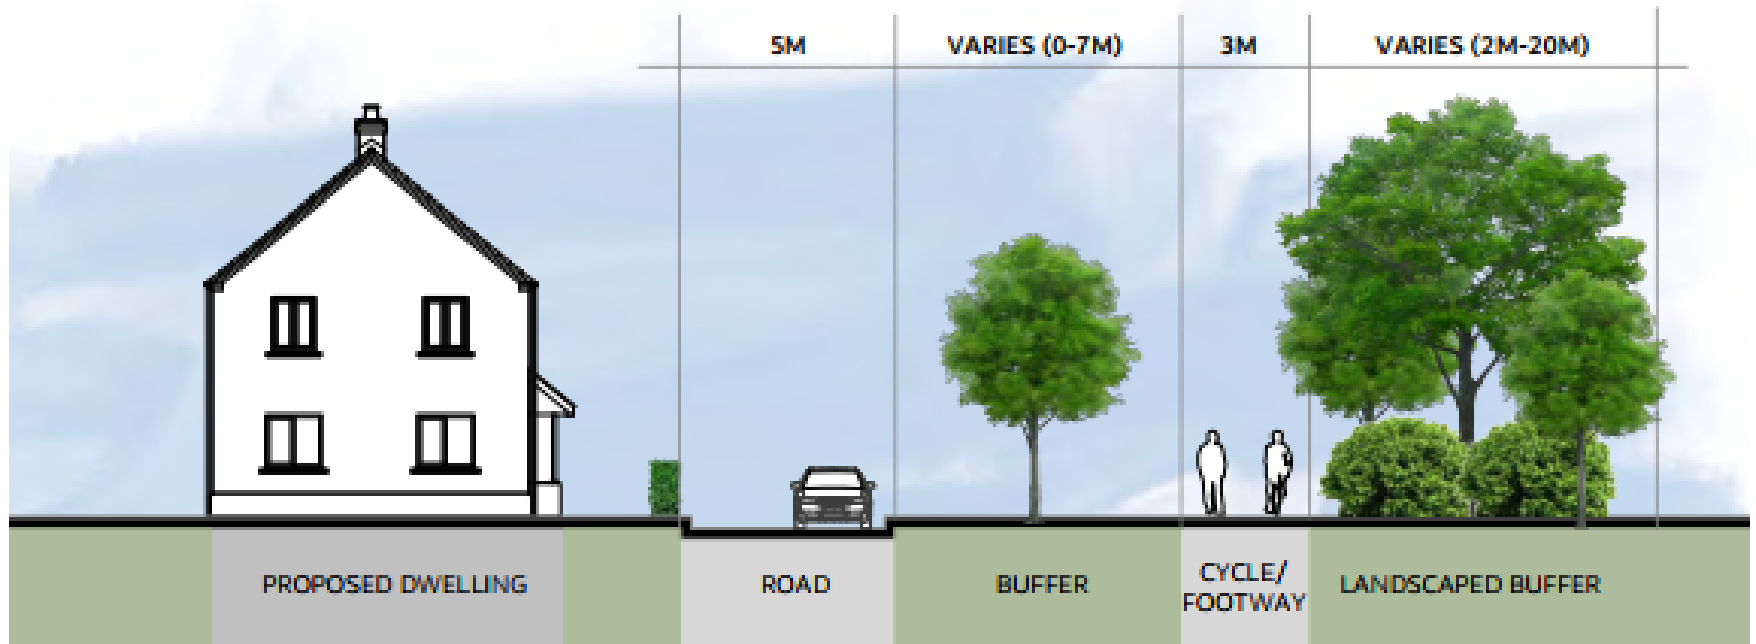 5M
VARIES (0-7M)
3M
VARIES (2M-20M)
PROPOSED DWELLING
ROAD
BUFFER
CYCLE/
FOOTWAY
LANDSCAPED BUFFER